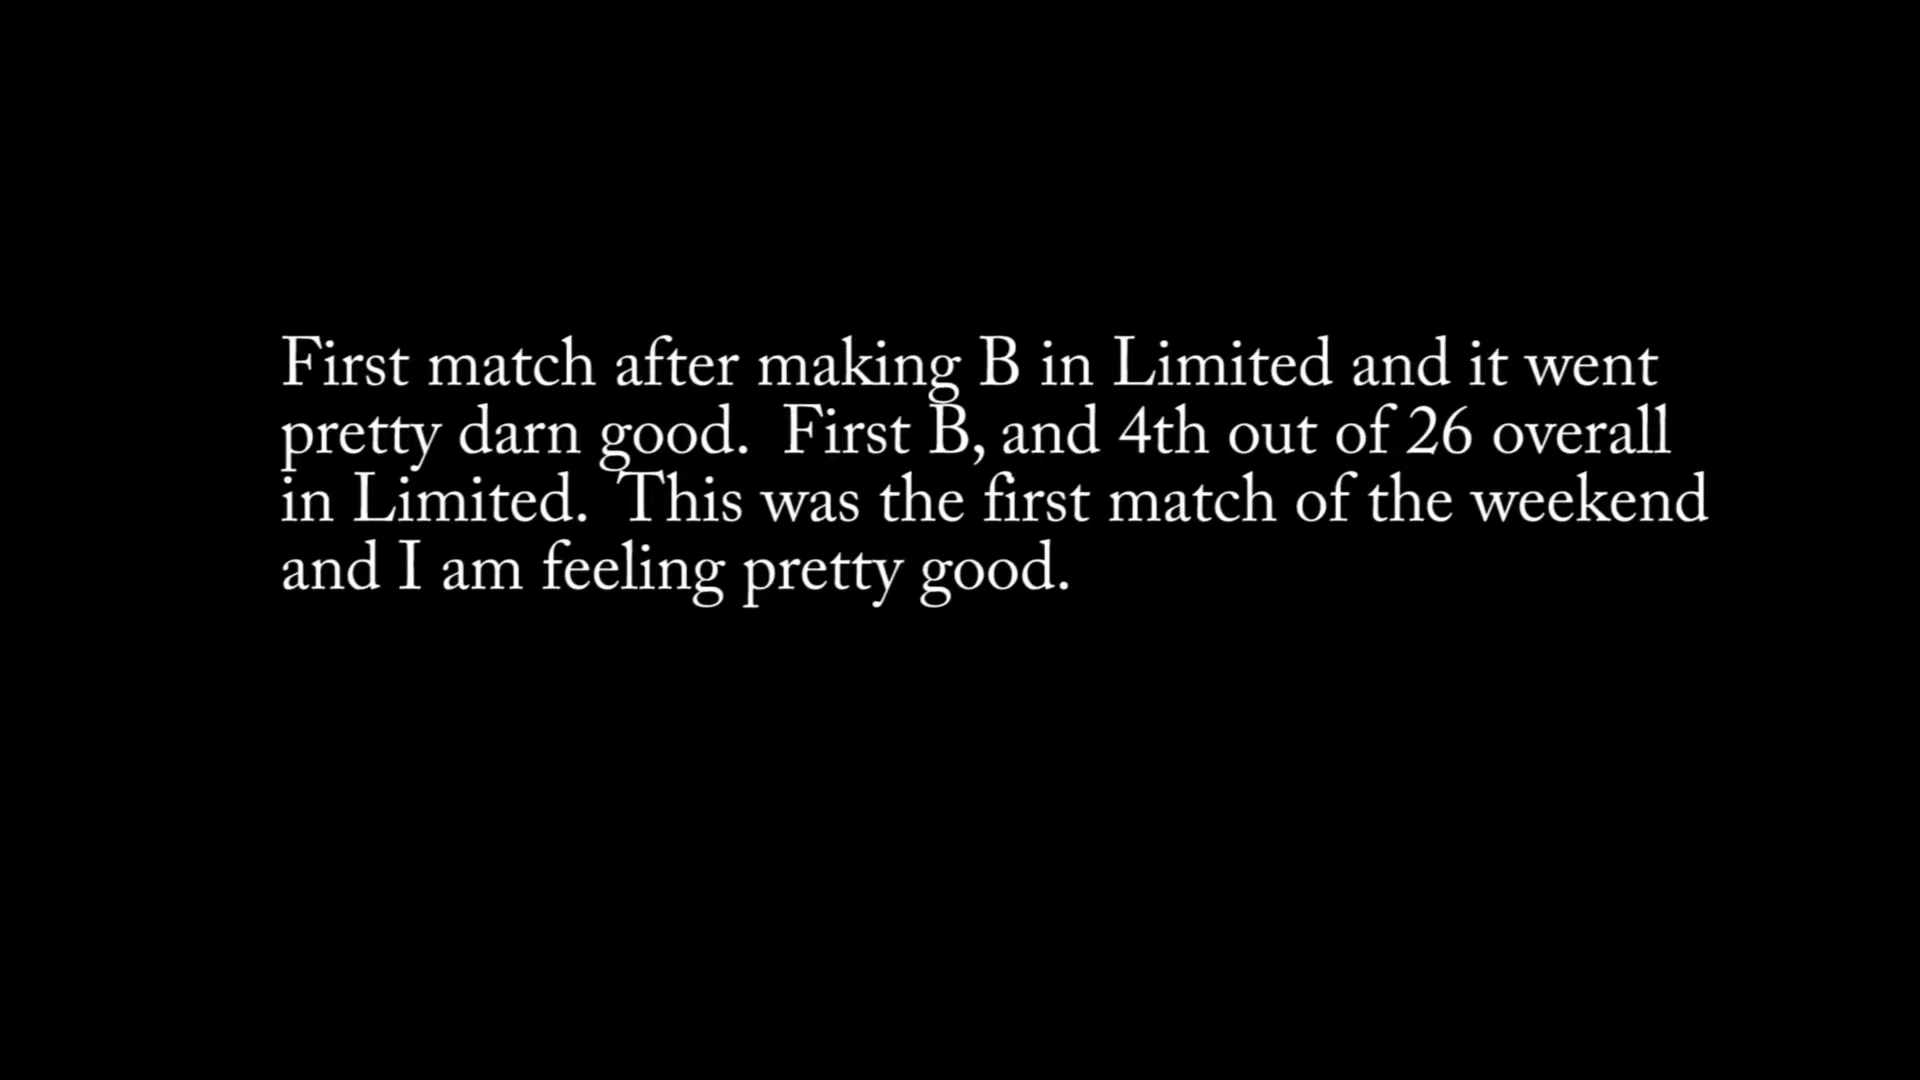 First match after making B in Limited and it went
pretty darn good.  First B, and 4th out of 26 overall
in Limited.  This was the first match of the weekend
and I am feeling pretty good.